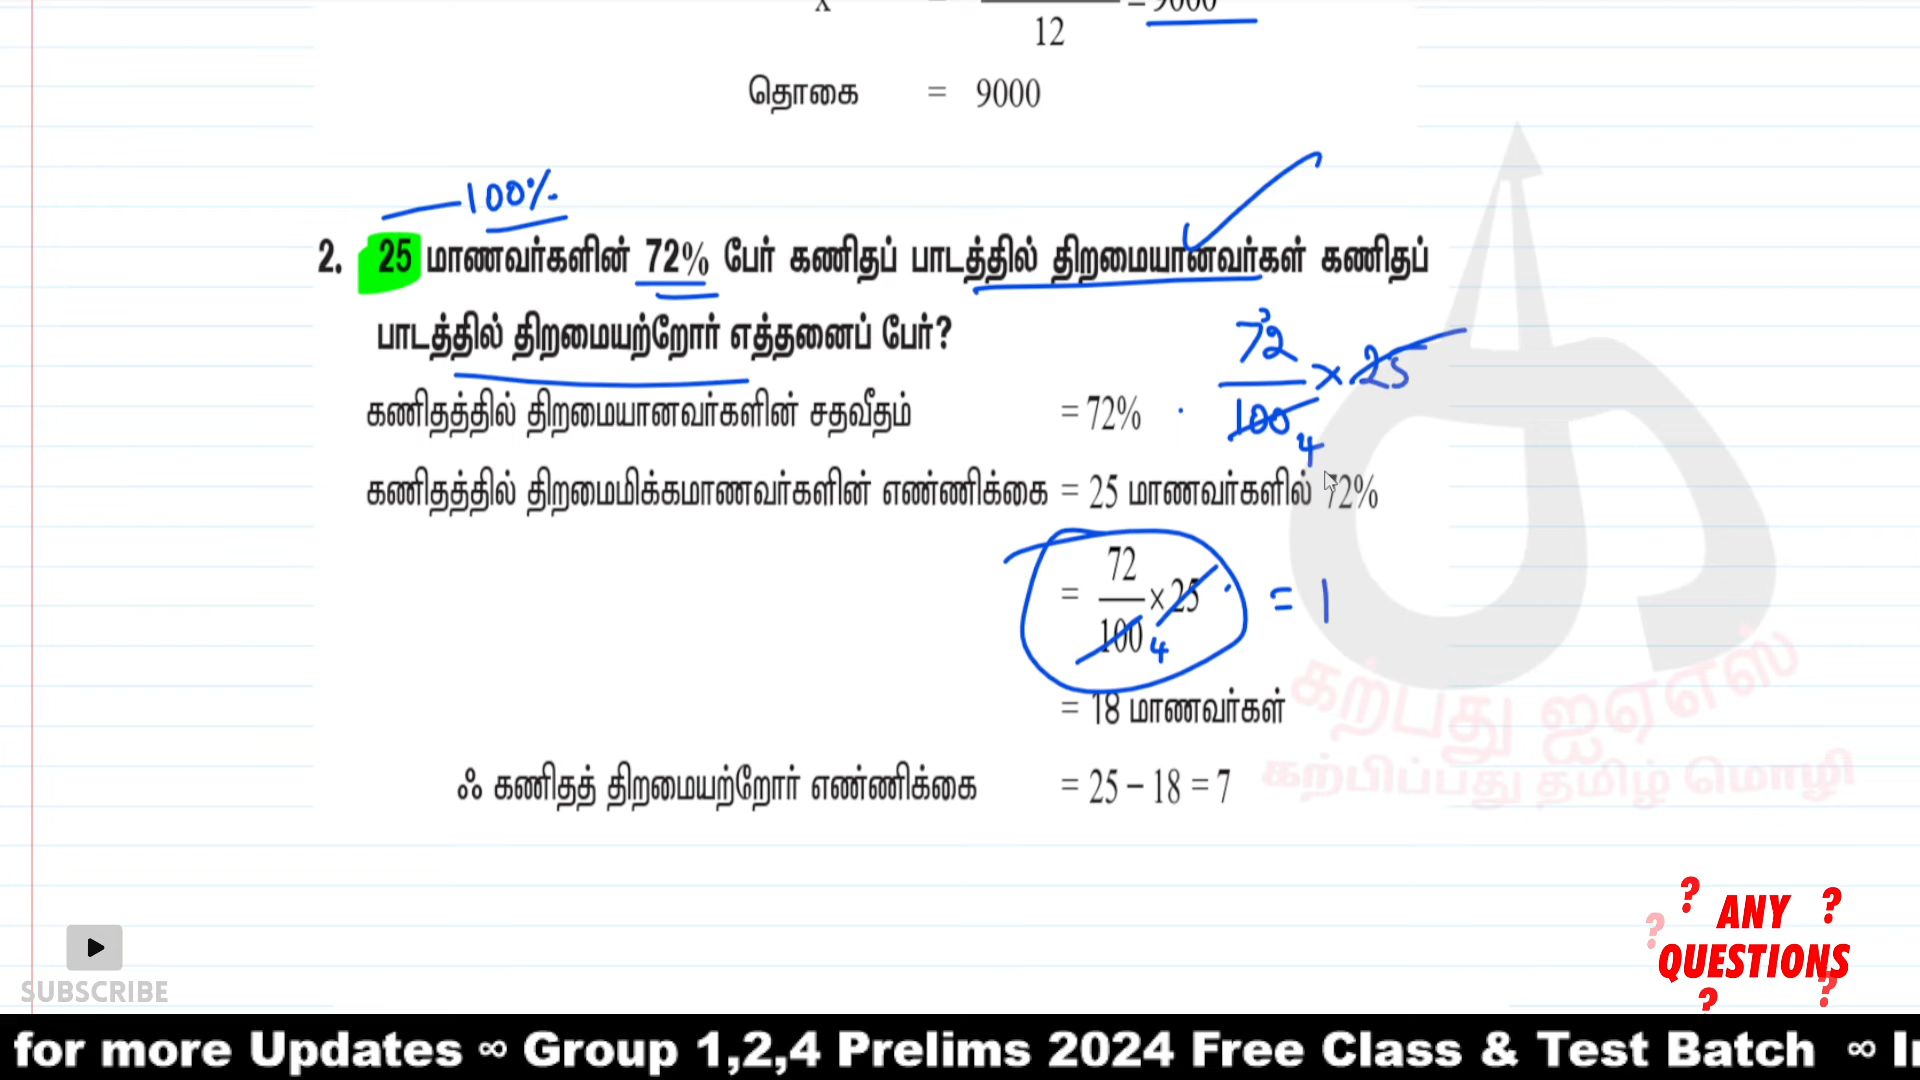 x = = 9000
12
தொகை = 9000
100%
2. 25 மாணவர்களின் 72% பேர் கணிதப் பாடத்தில் திறமையானவர்கள் கணிதப்
பாடத்தில் திறமையற்றோர் எத்தனைப் பேர்?
72
× 25
100
4
கணிதத்தில் திறமையானவர்களின் சதவீதம் = 72%
கணிதத்தில் திறமைமிக்கமாணவர்களின் எண்ணிக்கை = 25 மாணவர்களில் 72%
72
= × 25 = 1
100 4
= 18 மாணவர்கள்
கற்பது ஐஏஎஸ்
ஃ கணிதத் திறமையற்றோர் எண்ணிக்கை = 25 – 18 = 7
கற்பிப்பது தமிழ் மொழி
? ANY ?
? QUESTIONS
? ?
SUBSCRIBE
for more Updates ∞ Group 1,2,4 Prelims 2024 Free Class & Test Batch ∞